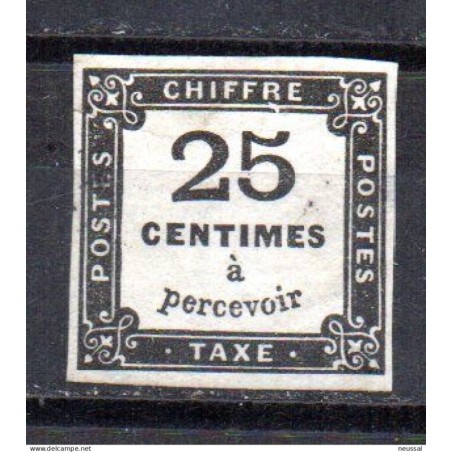 CHIFFRE
POSTES
25
CENTIMES
à
percevoir
POSTES
· TAXE ·
www.delcampe.net
neussal